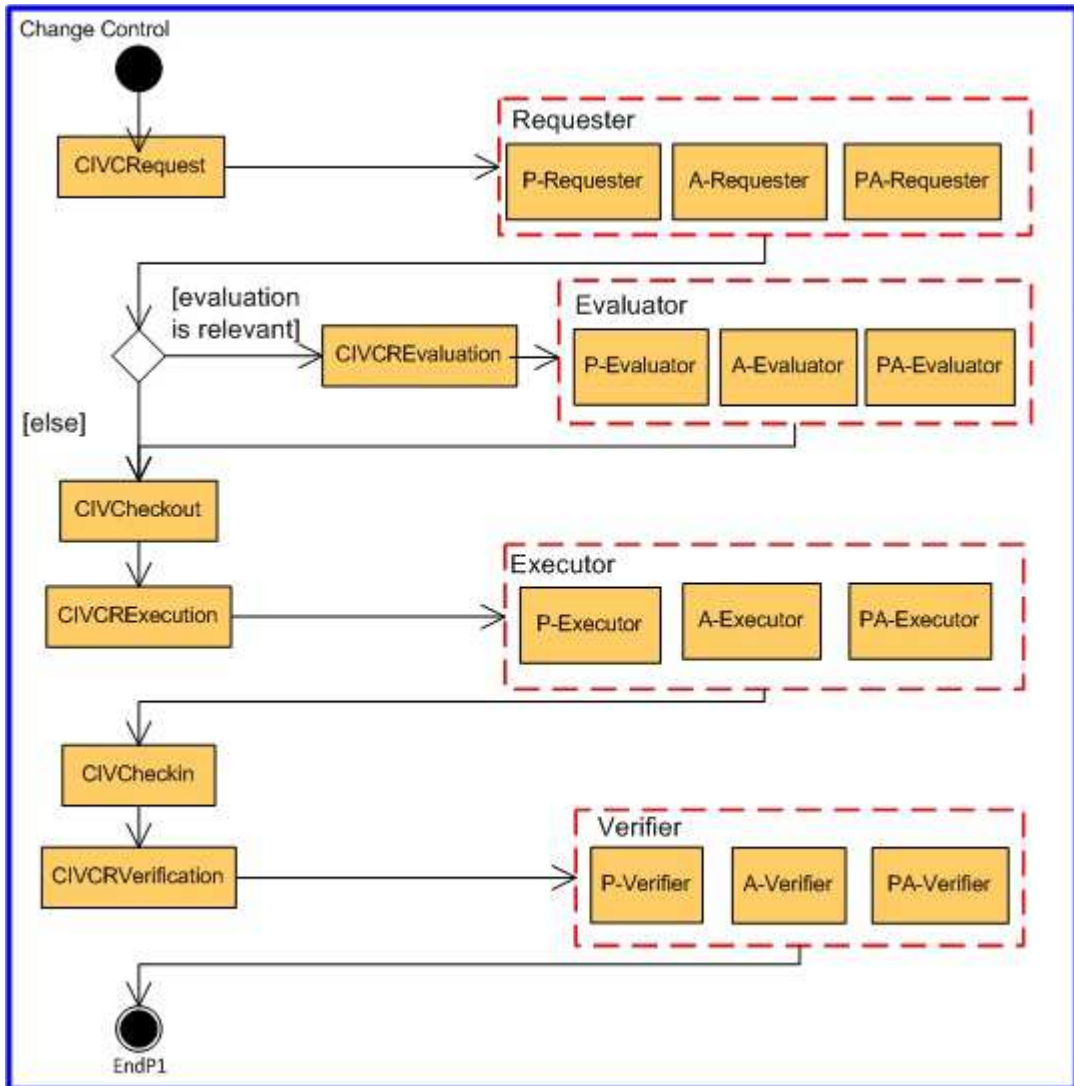 Change Control
Requester
CIVCRequest
P-Requester
A-Requester
PA-Requester
[evaluation
is relevant]
Evaluator
CIVCREvaluation
P-Evaluator
A-Evaluator
PA-Evaluator
[else]
CIVCheckout
Executor
CIVCRExecution
P-Executor
A-Executor
PA-Executor
CIVCheckin
Verifier
CIVCRVerification
P-Verifier
A-Verifier
PA-Verifier
EndP1